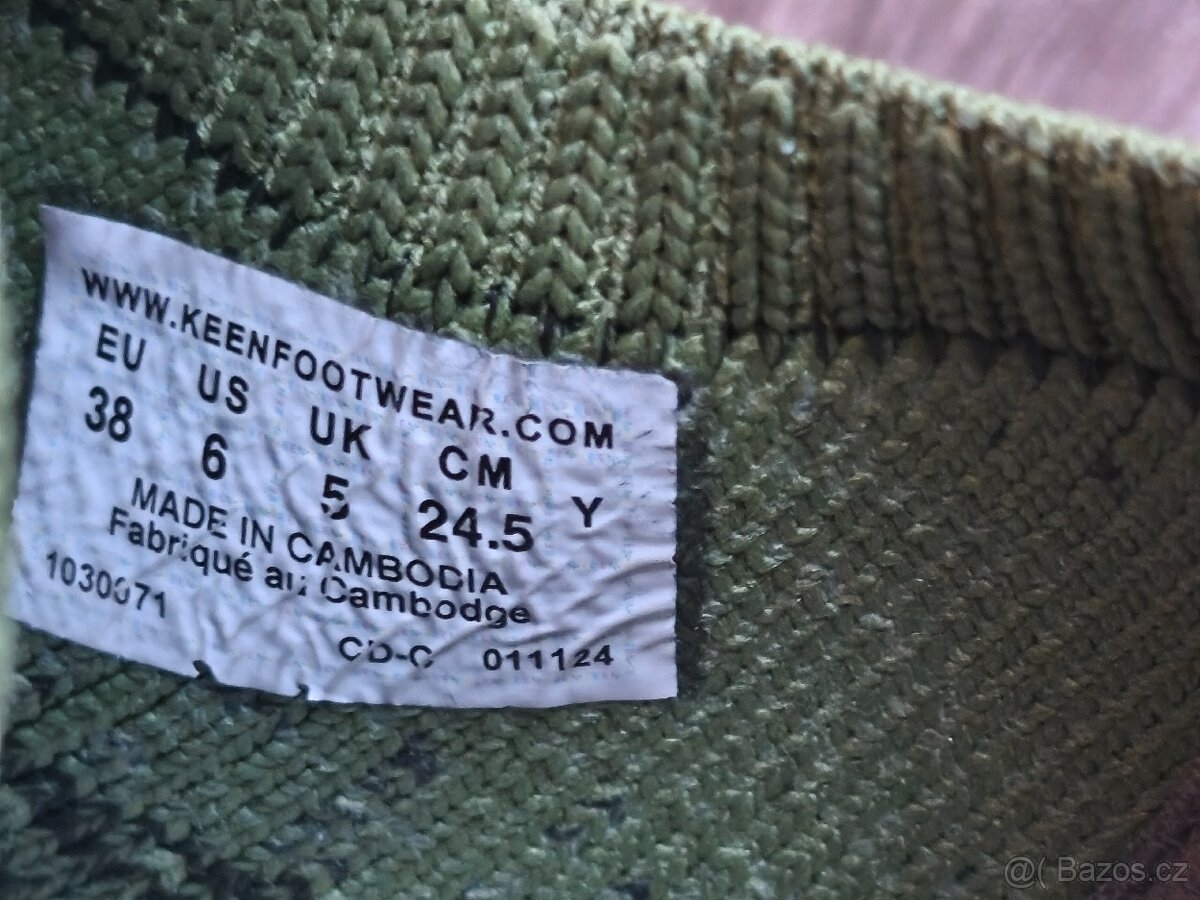 WWW.KEENFOOTWEAR.COM
EU US UK CM
38 6 5 24.5 Y
MADE IN CAMBODIA
Fabriqué au Cambodge
CD-C 011124
@( Bazos.cz